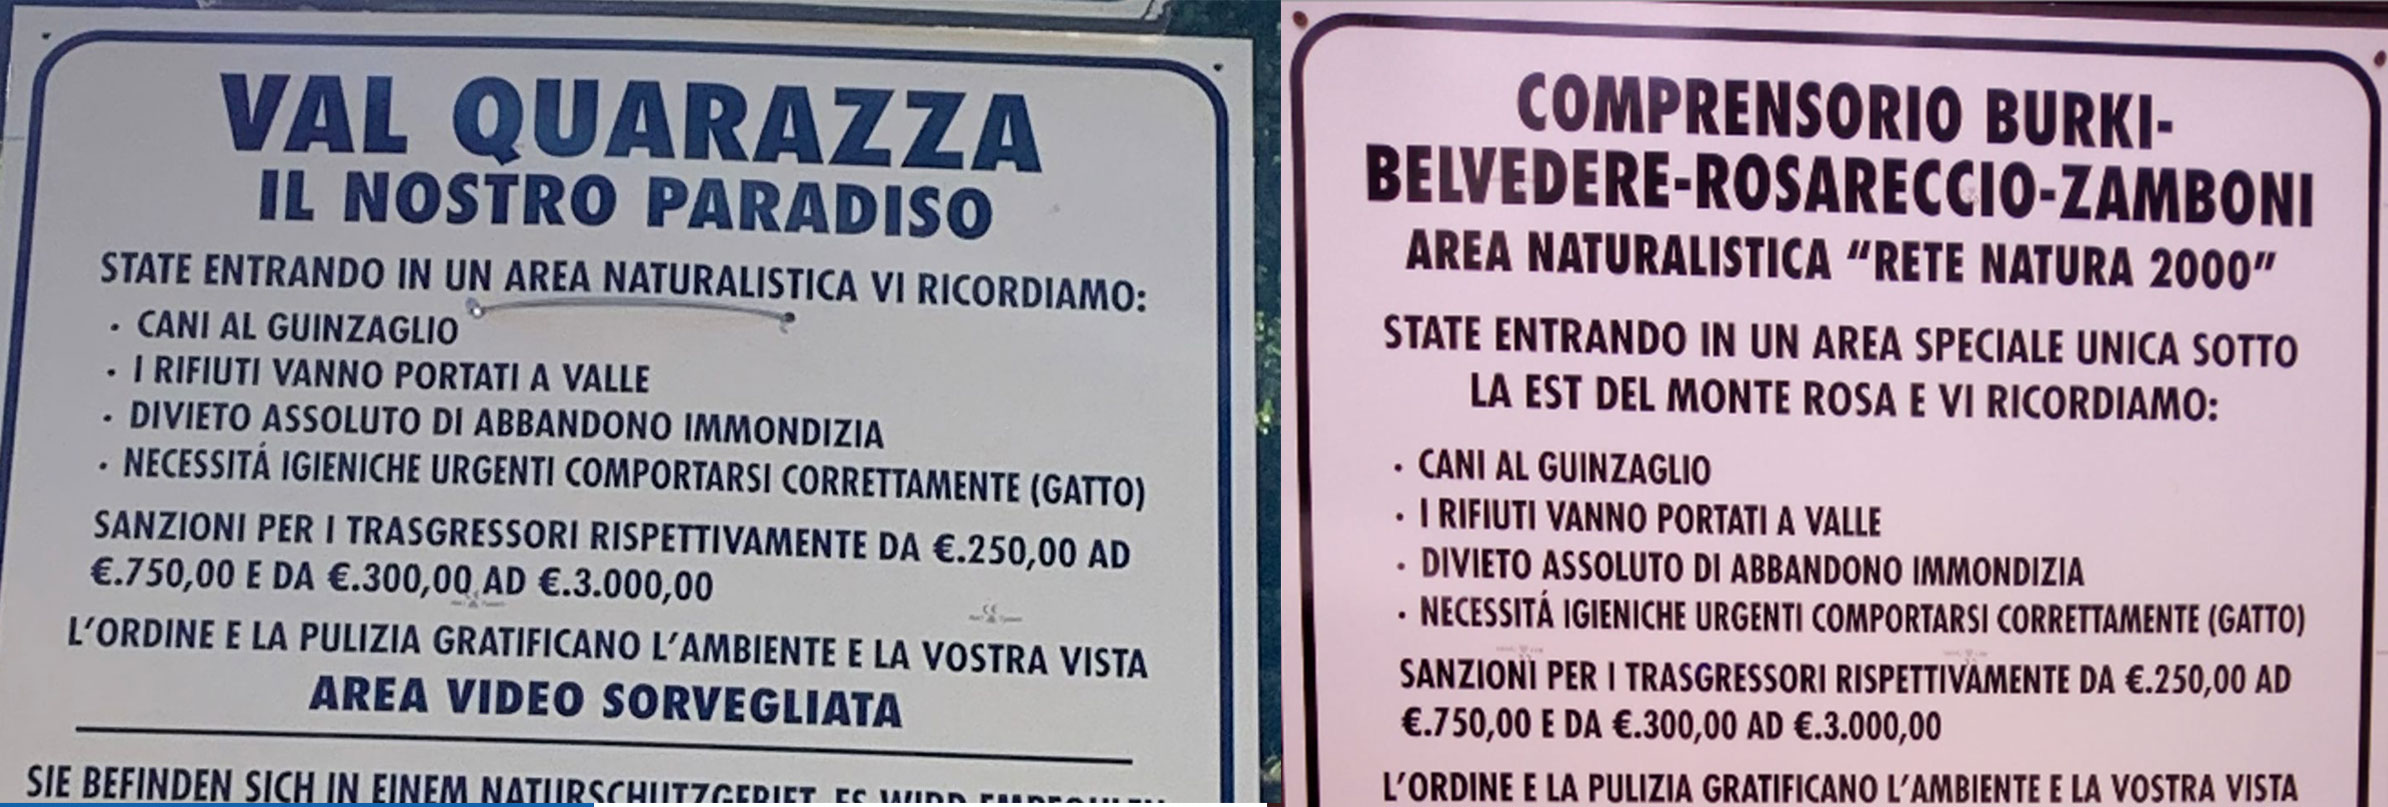 VAL QUARAZZA
IL NOSTRO PARADISO
STATE ENTRANDO IN UN AREA NATURALISTICA VI RICORDIAMO:
· CANI AL GUINZAGLIO
· I RIFIUTI VANNO PORTATI A VALLE
· DIVIETO ASSOLUTO DI ABBANDONO IMMONDIZIA
· NECESSITÁ IGIENICHE URGENTI COMPORTARSI CORRETTAMENTE (GATTO)
SANZIONI PER I TRASGRESSORI RISPETTIVAMENTE DA €.250,00 AD
€.750,00 E DA €.300,00 AD €.3.000,00
L'ORDINE E LA PULIZIA GRATIFICANO L'AMBIENTE E LA VOSTRA VISTA
AREA VIDEO SORVEGLIATA
SIE BEFINDEN SICH IN EINEM NATURSCHUTZGEBIET. ES WIRD EMPFOHLEN
COMPRENSORIO BURKI-
BELVEDERE-ROSARECCIO-ZAMBONI
AREA NATURALISTICA "RETE NATURA 2000"
STATE ENTRANDO IN UN AREA SPECIALE UNICA SOTTO
LA EST DEL MONTE ROSA E VI RICORDIAMO:
· CANI AL GUINZAGLIO
· I RIFIUTI VANNO PORTATI A VALLE
· DIVIETO ASSOLUTO DI ABBANDONO IMMONDIZIA
· NECESSITÁ IGIENICHE URGENTI COMPORTARSI CORRETTAMENTE (GATTO)
SANZIONI PER I TRASGRESSORI RISPETTIVAMENTE DA €.250,00 AD
€.750,00 E DA €.300,00 AD €.3.000,00
L'ORDINE E LA PULIZIA GRATIFICANO L'AMBIENTE E LA VOSTRA VISTA